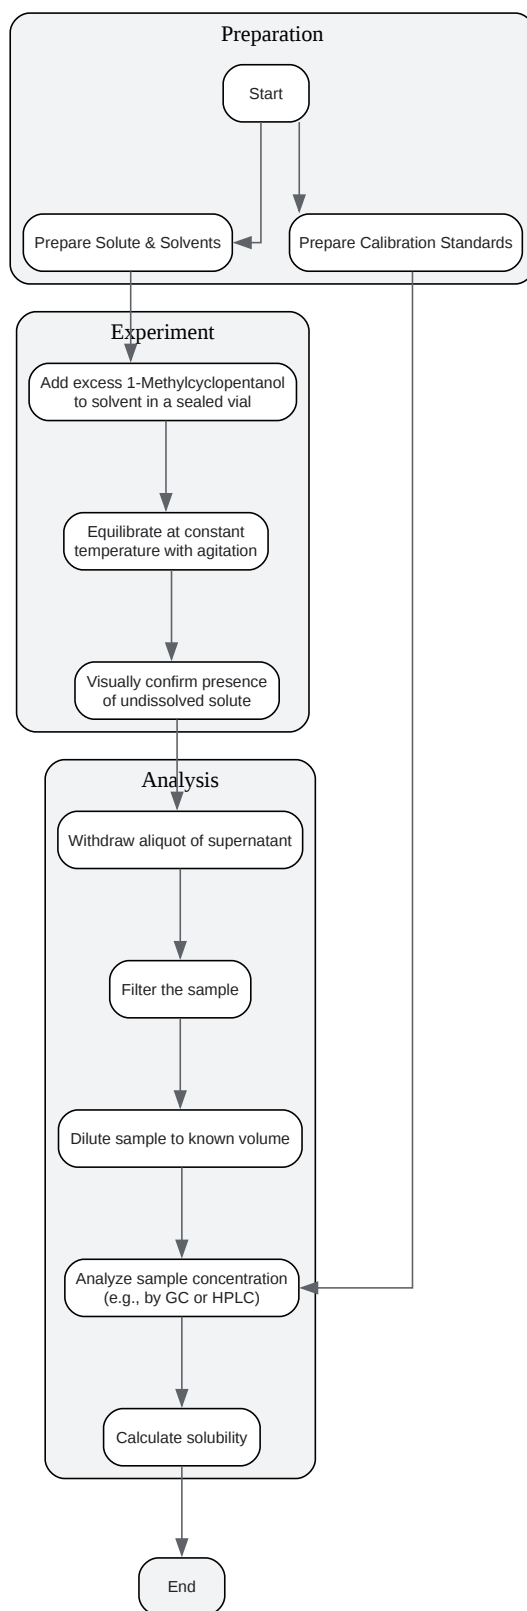 Preparation
Start
Prepare Solute & Solvents
Prepare Calibration Standards
Experiment
Add excess 1-Methylcyclopentanol
to solvent in a sealed vial
Equilibrate at constant
temperature with agitation
Visually confirm presence
of undissolved solute
Analysis
Withdraw aliquot of supernatant
Filter the sample
Dilute sample to known volume
Analyze sample concentration
(e.g., by GC or HPLC)
Calculate solubility
End